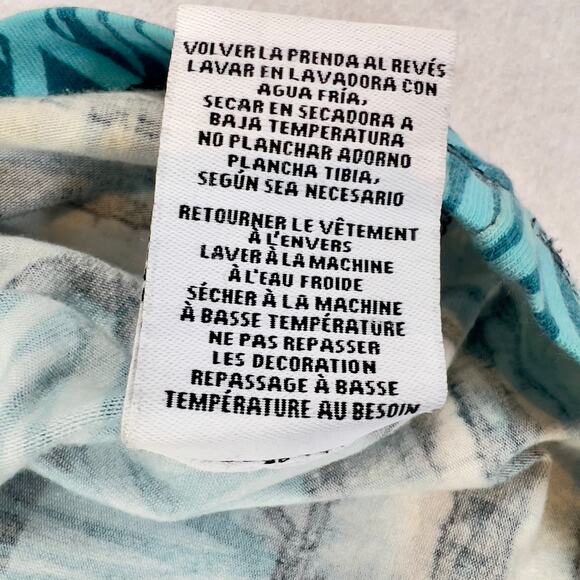 VOLVER LA PRENDA AL REVÉS
LAVAR EN LAVADORA CON
AGUA FRÍA,
SECAR EN SECADORA A
BAJA TEMPERATURA
NO PLANCHAR ADORNO
PLANCHA TIBIA,
SEGÚN SEA NECESARIO
RETOURNER LE VÊTEMENT
À L'ENVERS
LAVER À LA MACHINE
À L'EAU FROIDE
SÉCHER À LA MACHINE
À BASSE TEMPÉRATURE
NE PAS REPASSER
LES DECORATION
REPASSAGE À BASSE
TEMPÉRATURE AU BESOIN